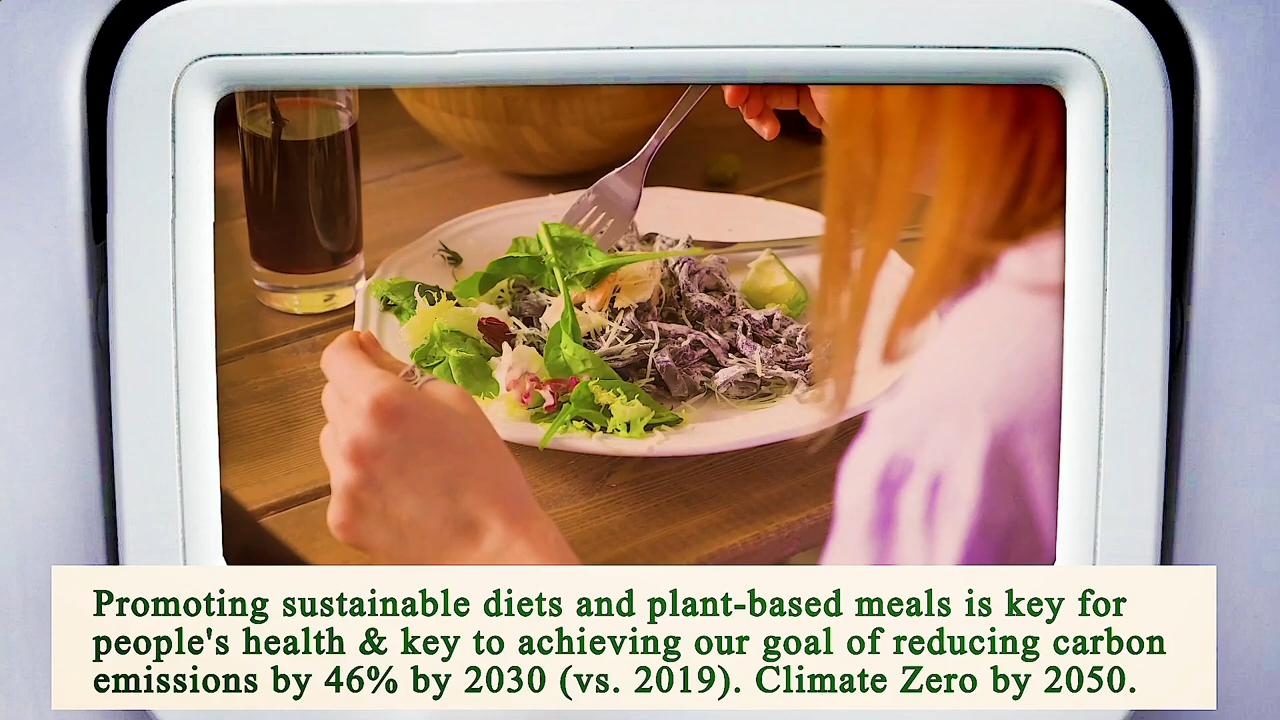 Promoting sustainable diets and plant-based meals is key for
people's health & key to achieving our goal of reducing carbon
emissions by 46% by 2030 (vs. 2019). Climate Zero by 2050.